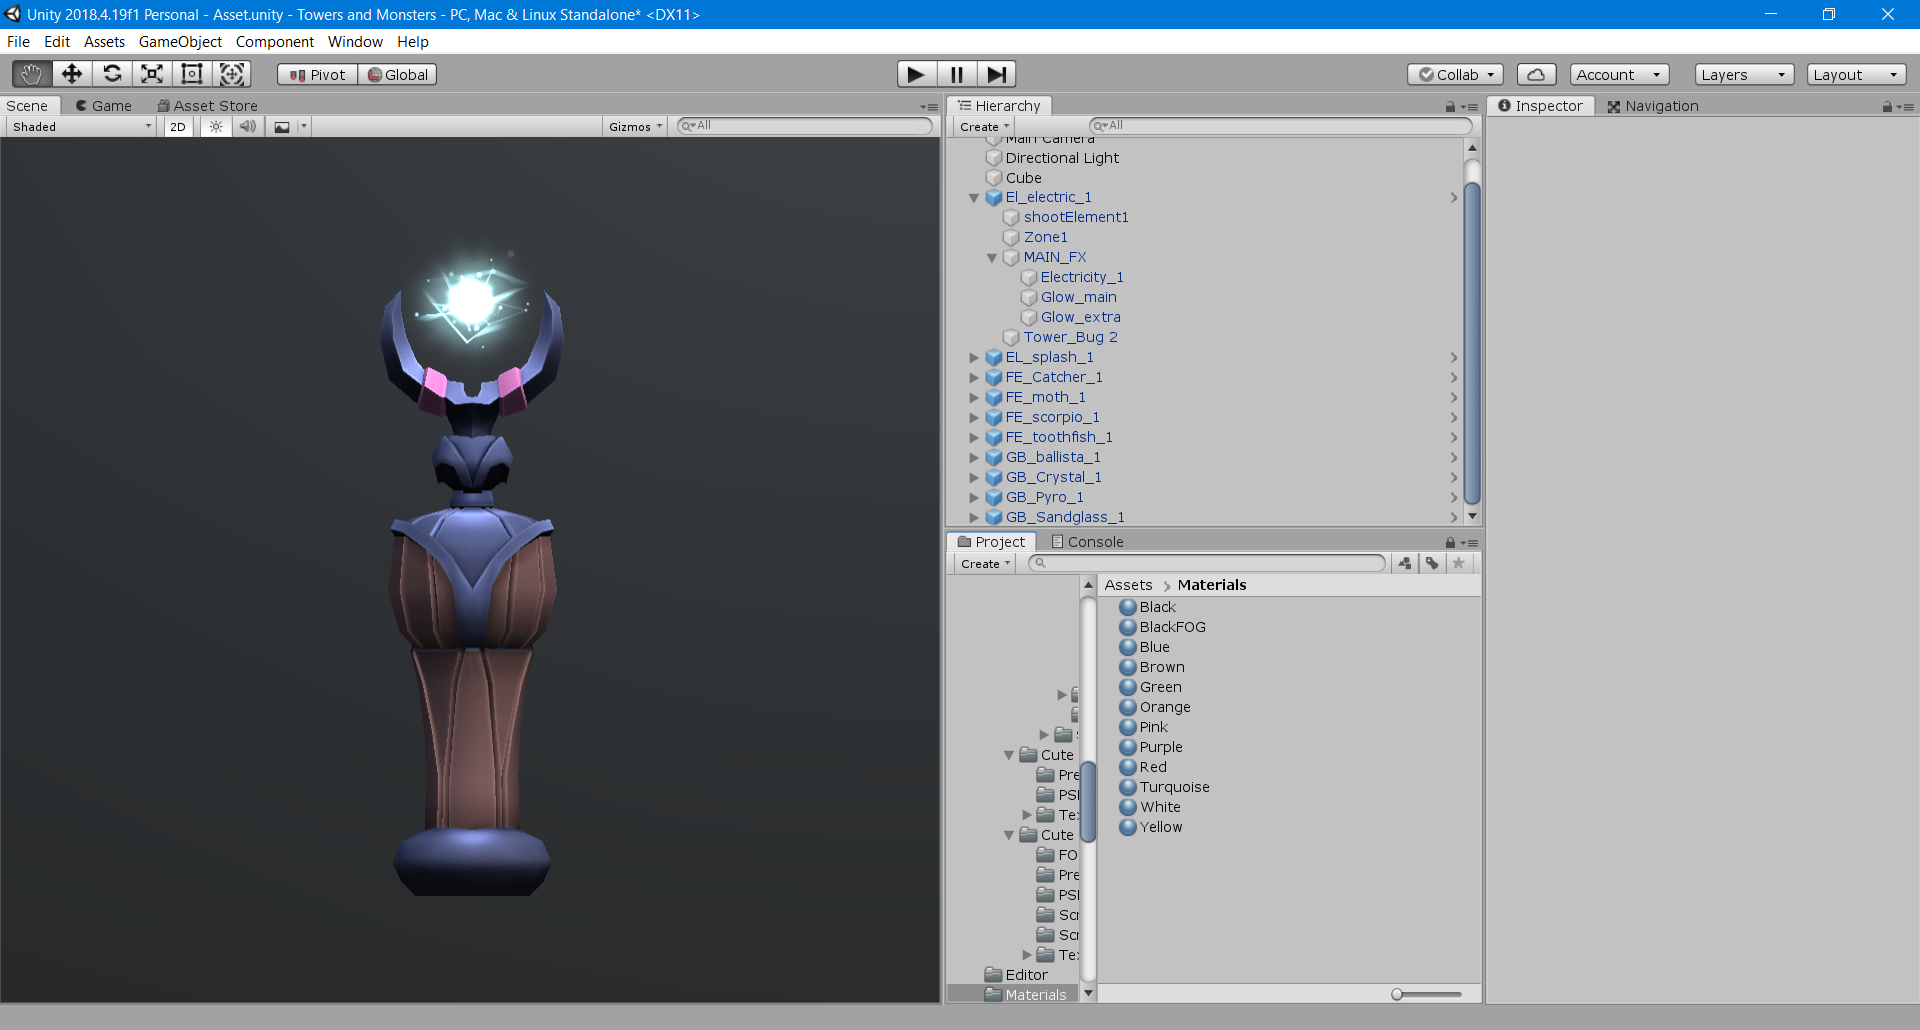 Unity 2018.4.19f1 Personal - Asset.unity - Towers and Monsters - PC, Mac & Linux Standalone* <DX11>
File Edit Assets GameObject Component Window Help
Pivot Global Collab Account Layers Layout
Scene Game Asset Store
Shaded 2D Gizmos All
Hierarchy
Create All
Main Camera
Directional Light
Cube
El_electric_1
shootElement1
Zone1
MAIN_FX
Electricity_1
Glow_main
Glow_extra
Tower_Bug 2
EL_splash_1
FE_Catcher_1
FE_moth_1
FE_scorpio_1
FE_toothfish_1
GB_ballista_1
GB_Crystal_1
GB_Pyro_1
GB_Sandglass_1
Inspector Navigation
Project Console
Create
Cute
Pre
PSI
Te
Cute
FO
Pre
PSI
Scr
Scr
Te
Editor
Materials
Assets > Materials
Black
BlackFOG
Blue
Brown
Green
Orange
Pink
Purple
Red
Turquoise
White
Yellow